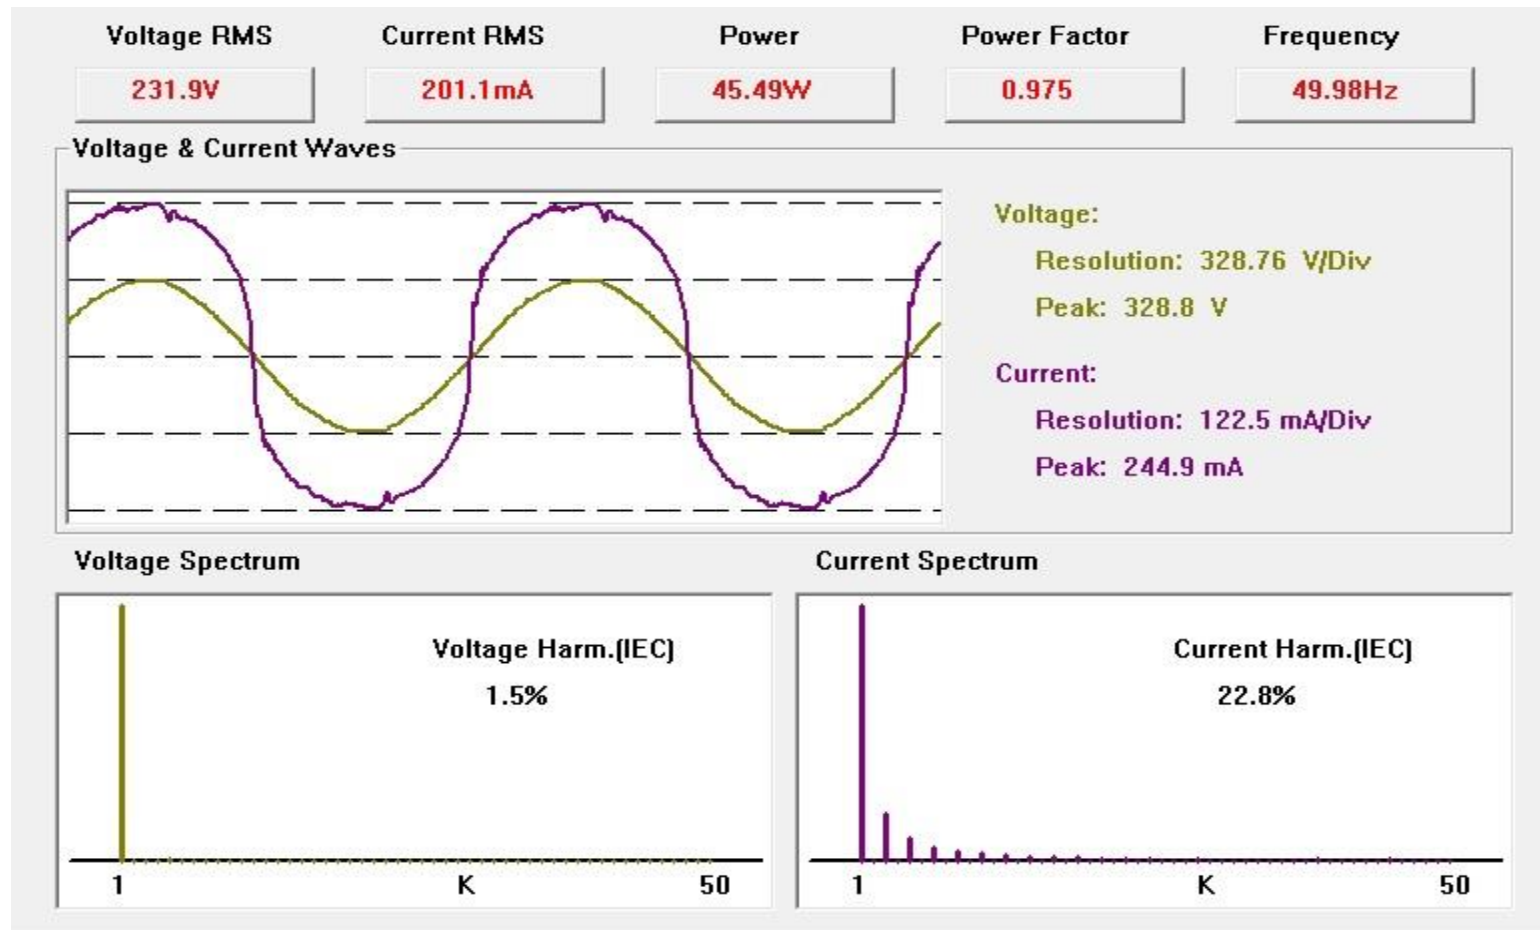 Voltage RMS Current RMS Power Power Factor Frequency
231.9V 201.1mA 45.49W 0.975 49.98Hz
Voltage & Current Waves
Voltage:
Resolution: 328.76 V/Div
Peak: 328.8 V
Current:
Resolution: 122.5 mA/Div
Peak: 244.9 mA
Voltage Spectrum
Voltage Harm.(IEC)
1.5%
1 K 50
Current Spectrum
Current Harm.(IEC)
22.8%
1 K 50